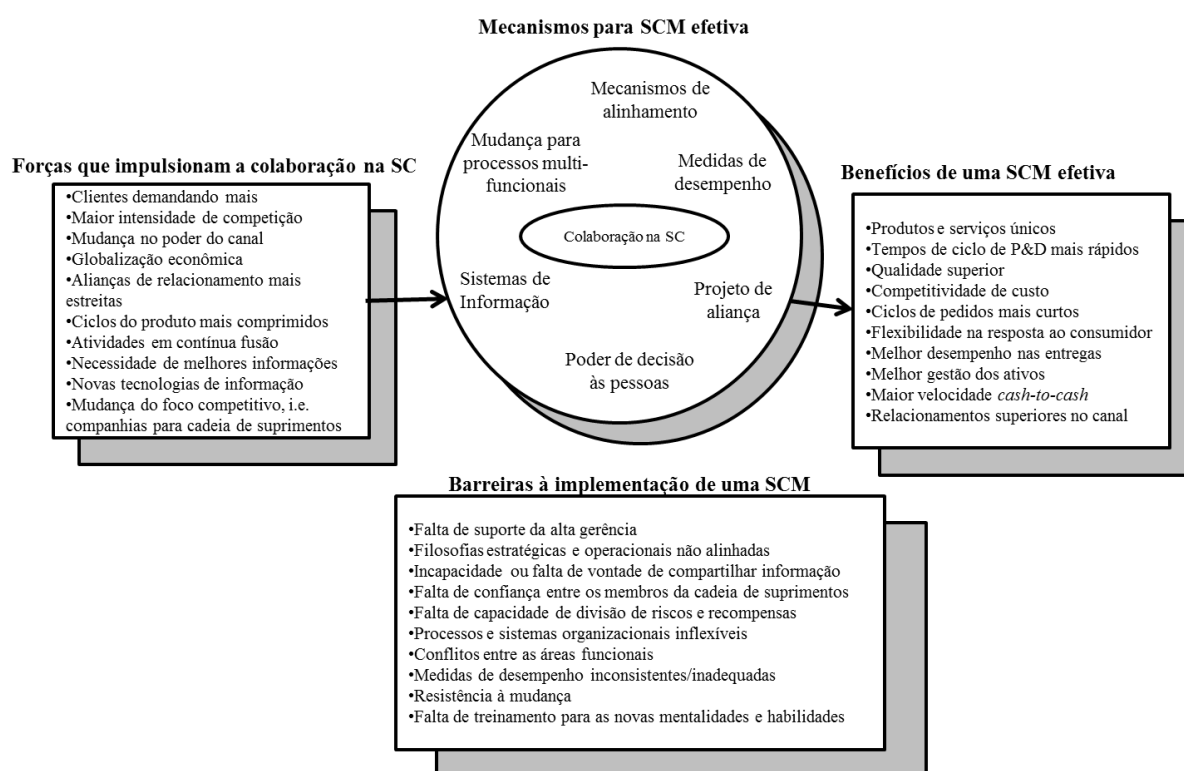 Mecanismos para SCM efetiva
Mecanismos de
alinhamento
Mudança para
processos multi-
funcionais
Medidas de
desempenho
Colaboração na SC
Sistemas de
Informação
Projeto de
aliança
Poder de decisão
às pessoas
Forças que impulsionam a colaboração na SC
•Clientes demandando mais
•Maior intensidade de competição
•Mudança no poder do canal
•Globalização econômica
•Alianças de relacionamento mais
estreitas
•Ciclos do produto mais comprimidos
•Atividades em contínua fusão
•Necessidade de melhores informações
•Novas tecnologias de informação
•Mudança do foco competitivo, i.e.
companhias para cadeia de suprimentos
Benefícios de uma SCM efetiva
•Produtos e serviços únicos
•Tempos de ciclo de P&D mais rápidos
•Qualidade superior
•Competitividade de custo
•Ciclos de pedidos mais curtos
•Flexibilidade na resposta ao consumidor
•Melhor desempenho nas entregas
•Melhor gestão dos ativos
•Maior velocidade cash-to-cash
•Relacionamentos superiores no canal
Barreiras à implementação de uma SCM
•Falta de suporte da alta gerência
•Filosofias estratégicas e operacionais não alinhadas
•Incapacidade ou falta de vontade de compartilhar informação
•Falta de confiança entre os membros da cadeia de suprimentos
•Falta de capacidade de divisão de riscos e recompensas
•Processos e sistemas organizacionais inflexíveis
•Conflitos entre as áreas funcionais
•Medidas de desempenho inconsistentes/inadequadas
•Resistência à mudança
•Falta de treinamento para as novas mentalidades e habilidades